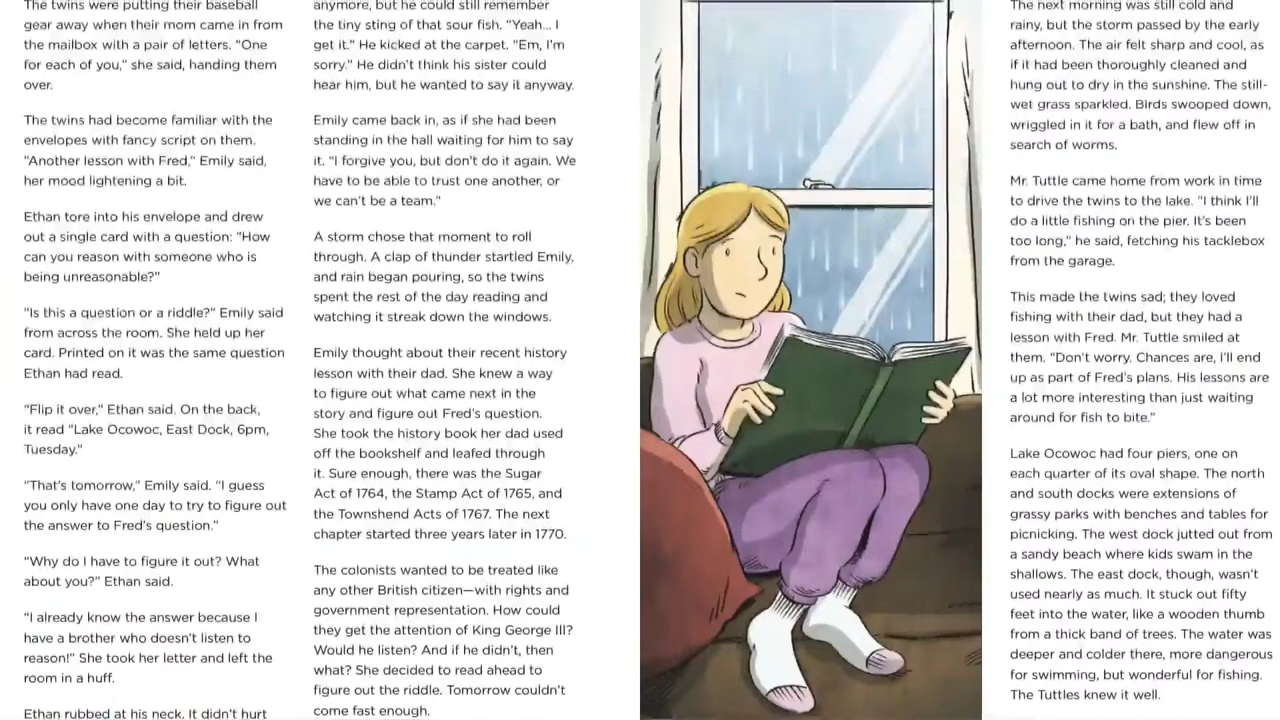 The twins were putting their baseball
gear away when their mom came in from
the mailbox with a pair of letters. “One
for each of you,” she said, handing them
over.
The twins had become familiar with the
envelopes with fancy script on them.
“Another lesson with Fred,” Emily said,
her mood lightening a bit.
Ethan tore into his envelope and drew
out a single card with a question: “How
can you reason with someone who is
being unreasonable?”
“Is this a question or a riddle?” Emily said
from across the room. She held up her
card. Printed on it was the same question
Ethan had read.
“Flip it over,” Ethan said. On the back,
it read “Lake Ocowoc, East Dock, 6pm,
Tuesday.”
“That’s tomorrow,” Emily said. “I guess
you only have one day to try to figure out
the answer to Fred’s question.”
“Why do I have to figure it out? What
about you?” Ethan said.
“I already know the answer because I
have a brother who doesn’t listen to
reason!” She took her letter and left the
room in a huff.
Ethan rubbed at his neck. It didn’t hurt
anymore, but he could still remember
the tiny sting of that sour fish. “Yeah... I
get it.” He kicked at the carpet. “Em, I’m
sorry.” He didn’t think his sister could
hear him, but he wanted to say it anyway.
Emily came back in, as if she had been
standing in the hall waiting for him to say
it. “I forgive you, but don’t do it again. We
have to be able to trust one another, or
we can’t be a team.”
A storm chose that moment to roll
through. A clap of thunder startled Emily,
and rain began pouring, so the twins
spent the rest of the day reading and
watching it streak down the windows.
Emily thought about their recent history
lesson with their dad. She knew a way
to figure out what came next in the
story and figure out Fred’s question.
She took the history book her dad used
off the bookshelf and leafed through
it. Sure enough, there was the Sugar
Act of 1764, the Stamp Act of 1765, and
the Townshend Acts of 1767. The next
chapter started three years later in 1770.
The colonists wanted to be treated like
any other British citizen—with rights and
government representation. How could
they get the attention of King George III?
Would he listen? And if he didn’t, then
what? She decided to read ahead to
figure out the riddle. Tomorrow couldn’t
come fast enough.
The next morning was still cold and
rainy, but the storm passed by the early
afternoon. The air felt sharp and cool, as
if it had been thoroughly cleaned and
hung out to dry in the sunshine. The still-
wet grass sparkled. Birds swooped down,
wriggled in it for a bath, and flew off in
search of worms.
Mr. Tuttle came home from work in time
to drive the twins to the lake. “I think I’ll
do a little fishing on the pier. It’s been
too long,” he said, fetching his tacklebox
from the garage.
This made the twins sad; they loved
fishing with their dad, but they had a
lesson with Fred. Mr. Tuttle smiled at
them. “Don’t worry. Chances are, I’ll end
up as part of Fred’s plans. His lessons are
a lot more interesting than just waiting
around for fish to bite.”
Lake Ocowoc had four piers, one on
each quarter of its oval shape. The north
and south docks were extensions of
grassy parks with benches and tables for
picnicking. The west dock jutted out from
a sandy beach where kids swam in the
shallows. The east dock, though, wasn’t
used nearly as much. It stuck out fifty
feet into the water, like a wooden thumb
from a thick band of trees. The water was
deeper and colder there, more dangerous
for swimming, but wonderful for fishing.
The Tuttles knew it well.